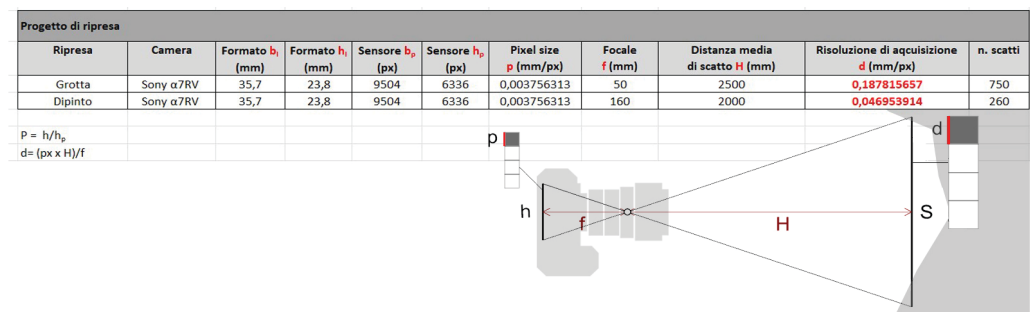 Progetto di ripresa
Ripresa Camera Formato bl Formato hl Sensore bp Sensore hp Pixel size Focale Distanza media Risoluzione di aqcuisizione n. scatti
(mm) (mm) (px) (px) p (mm/px) f (mm) di scatto H (mm) d (mm/px)
Grotta Sony α7RV 35,7 23,8 9504 6336 0,003756313 50 2500 0,187815657 750
Dipinto Sony α7RV 35,7 23,8 9504 6336 0,003756313 160 2000 0,046953914 260
P = h/hp
d= (px x H)/f
p
d
h
f
H
S